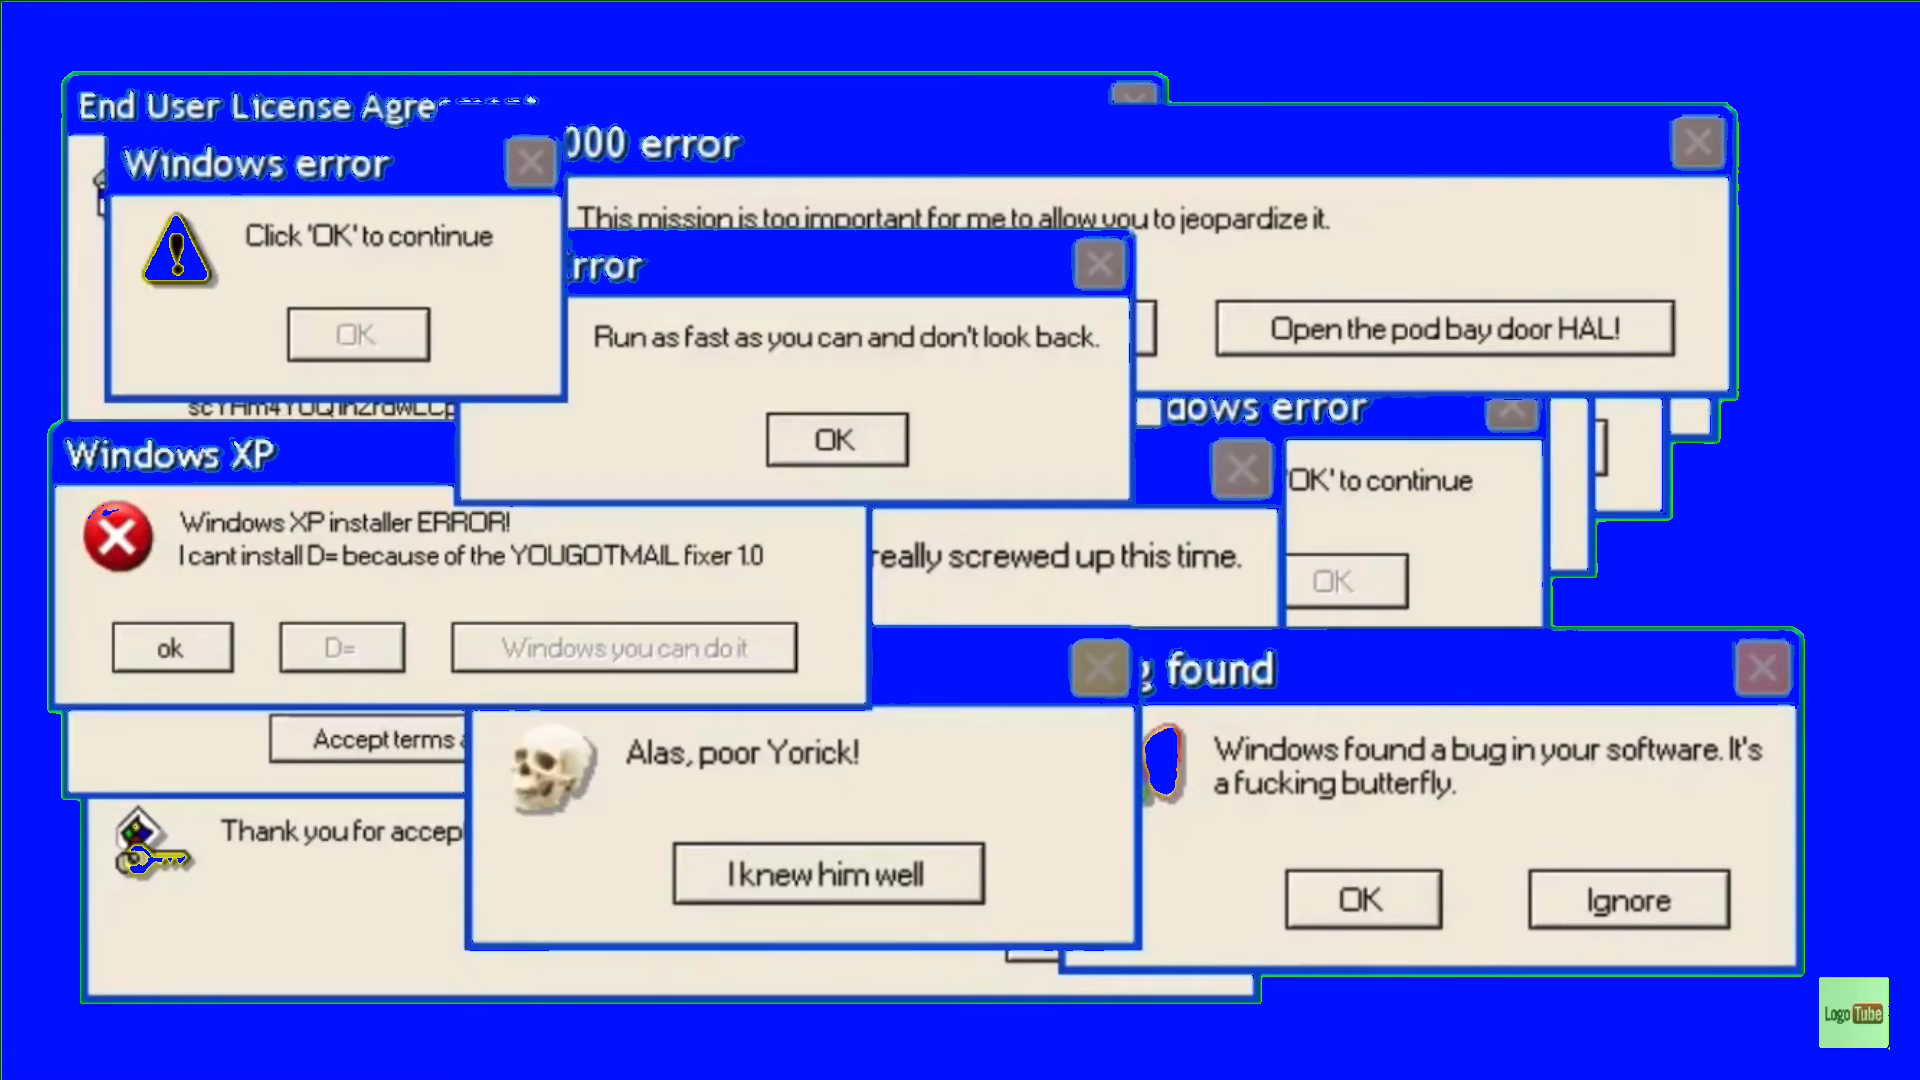 End User License Agre
Windows error
Click 'OK' to continue
OK
000 error
This mission is too important for me to allow you to jeopardize it.
Open the pod bay door HAL!
rror
Run as fast as you can and don't look back.
OK
dows error
'OK' to continue
OK
Windows XP
Windows XP installer ERROR!
I cant install D= because of the YOUGOTMAIL fixer 1.0
ok
D=
Windows you can do it
really screwed up this time.
Accept terms
Thank you for accep
Alas, poor Yorick!
I knew him well
g found
Windows found a bug in your software. It's
a fucking butterfly.
OK
Ignore
Logo Tube